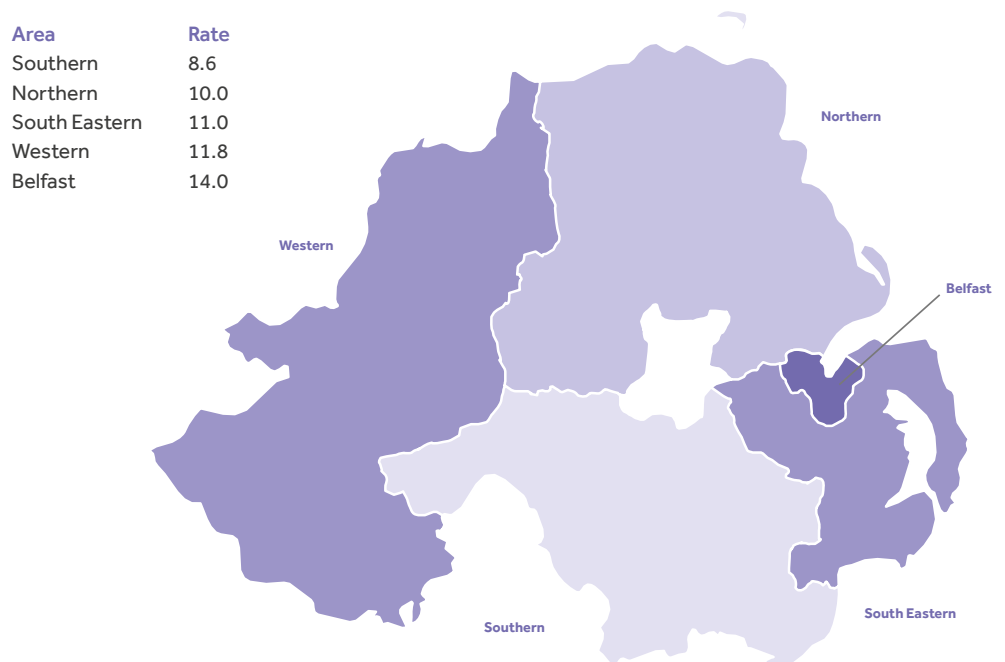 Area Rate
Southern 8.6
Northern 10.0
South Eastern 11.0
Western 11.8
Belfast 14.0
Northern
Western
Belfast
South Eastern
Southern